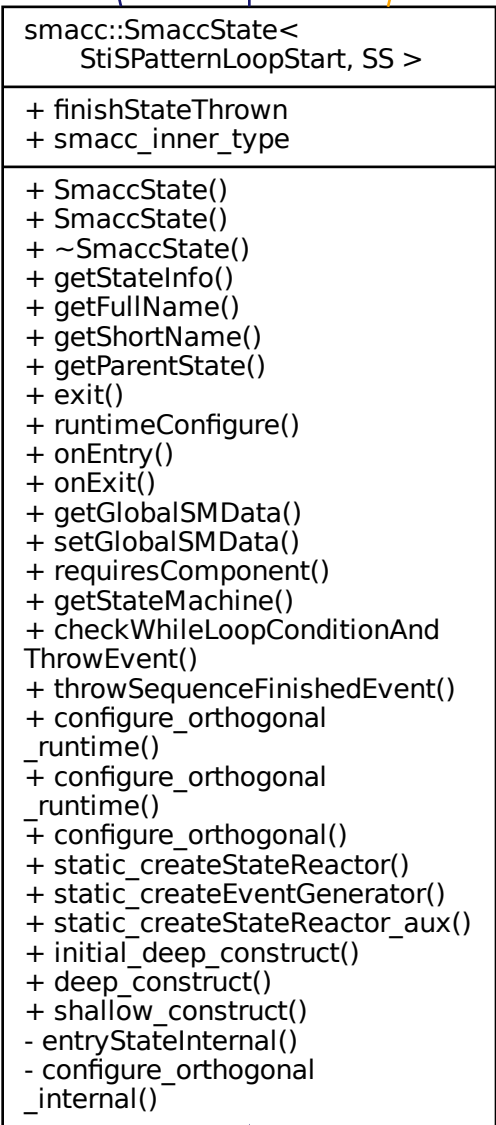 smacc::SmaccState<
StiSPatternLoopStart, SS >
+ finishStateThrown
+ smacc_inner_type
+ SmaccState()
+ SmaccState()
+ ~SmaccState()
+ getStateInfo()
+ getFullName()
+ getShortName()
+ getParentState()
+ exit()
+ runtimeConfigure()
+ onEntry()
+ onExit()
+ getGlobalSMData()
+ setGlobalSMData()
+ requiresComponent()
+ getStateMachine()
+ checkWhileLoopConditionAnd
ThrowEvent()
+ throwSequenceFinishedEvent()
+ configure_orthogonal
_runtime()
+ configure_orthogonal
_runtime()
+ configure_orthogonal()
+ static_createStateReactor()
+ static_createEventGenerator()
+ static_createStateReactor_aux()
+ initial_deep_construct()
+ deep_construct()
+ shallow_construct()
- entryStateInternal()
- configure_orthogonal
_internal()